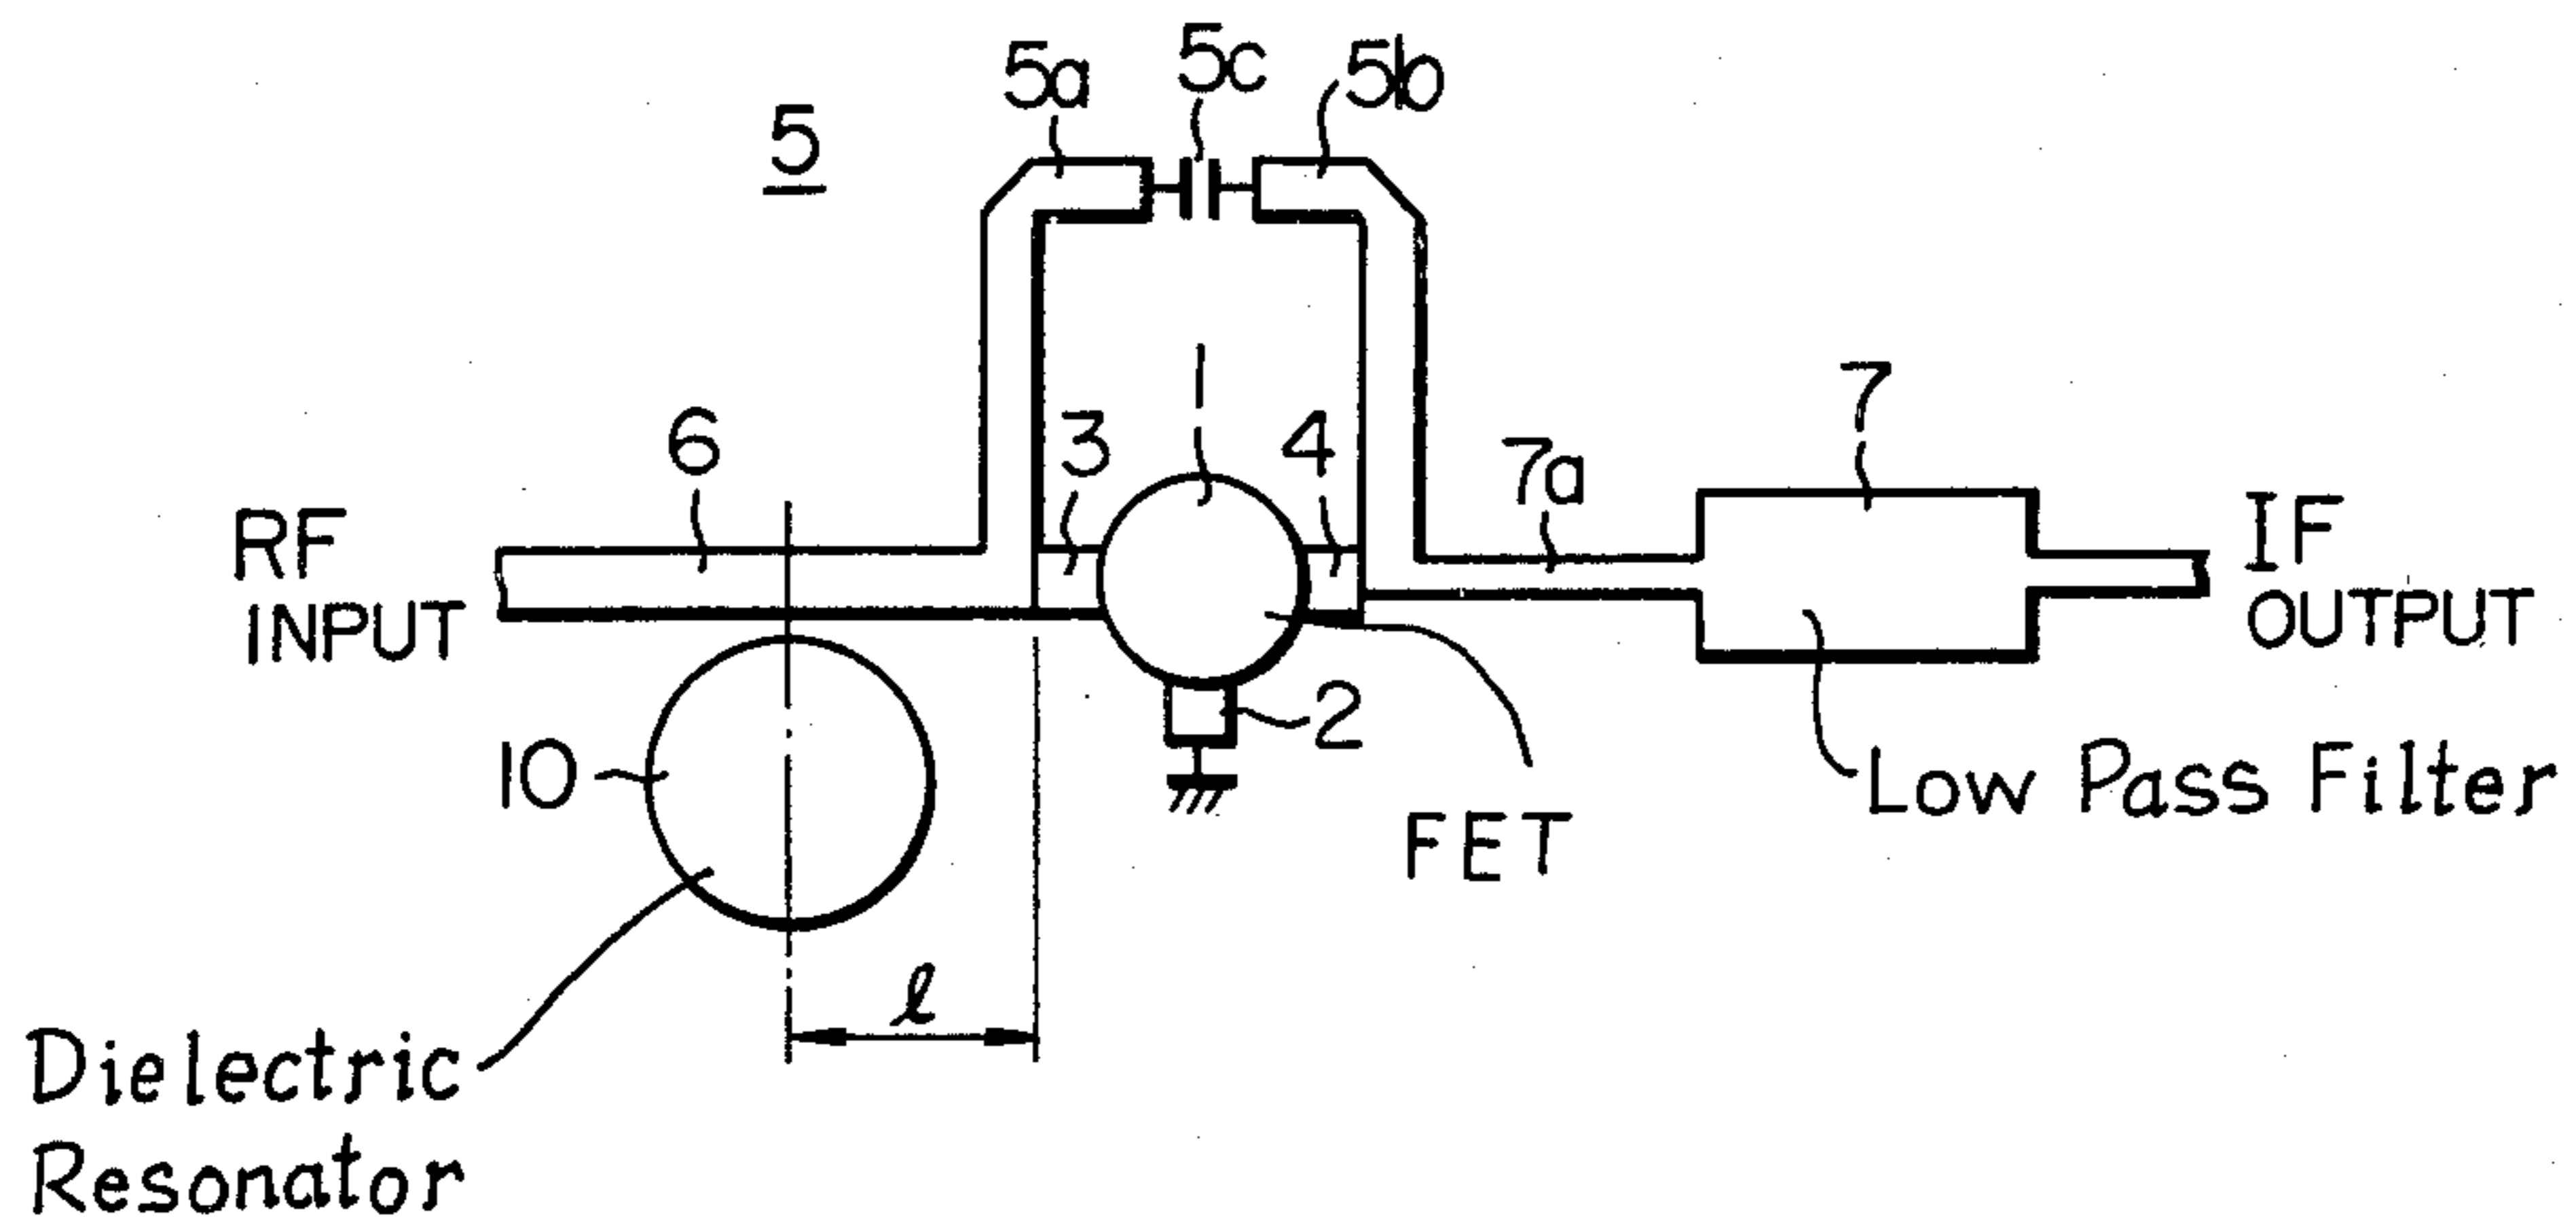 5a
5c
5b
5
7
6
3
1
4
7a
RF
INPUT
IF
OUTPUT
2
10
Low Pass Filter
FET
ℓ
Dielectric
Resonator